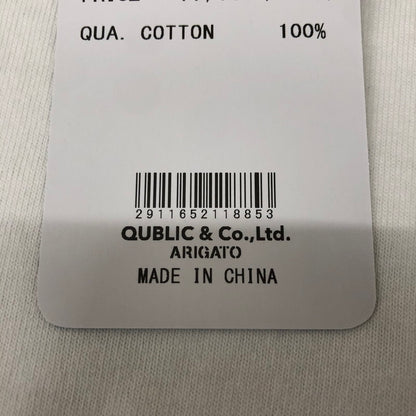 QUA. COTTON 100%
2911652118853
QUBLIC & Co.,Ltd.
ARIGATO
MADE IN CHINA